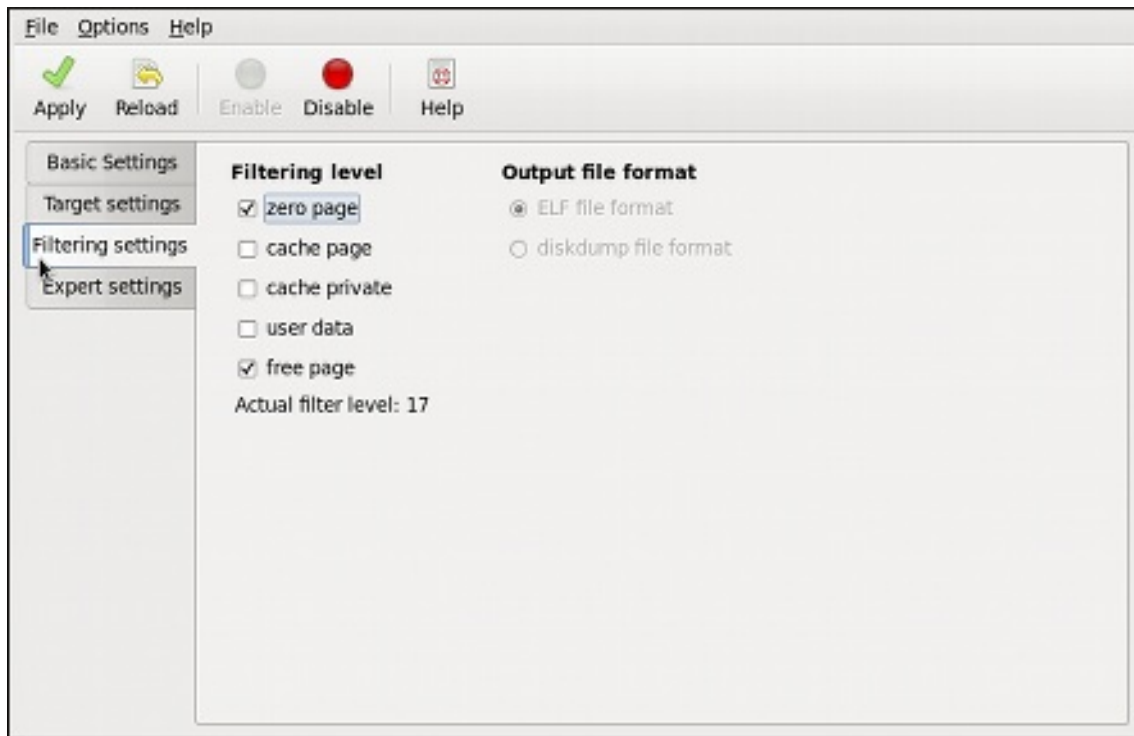 File Options Help
Apply Reload Enable Disable Help
Basic Settings
Target settings
Filtering settings
Expert settings
Filtering level
zero page
cache page
cache private
user data
free page
Actual filter level: 17
Output file format
ELF file format
diskdump file format